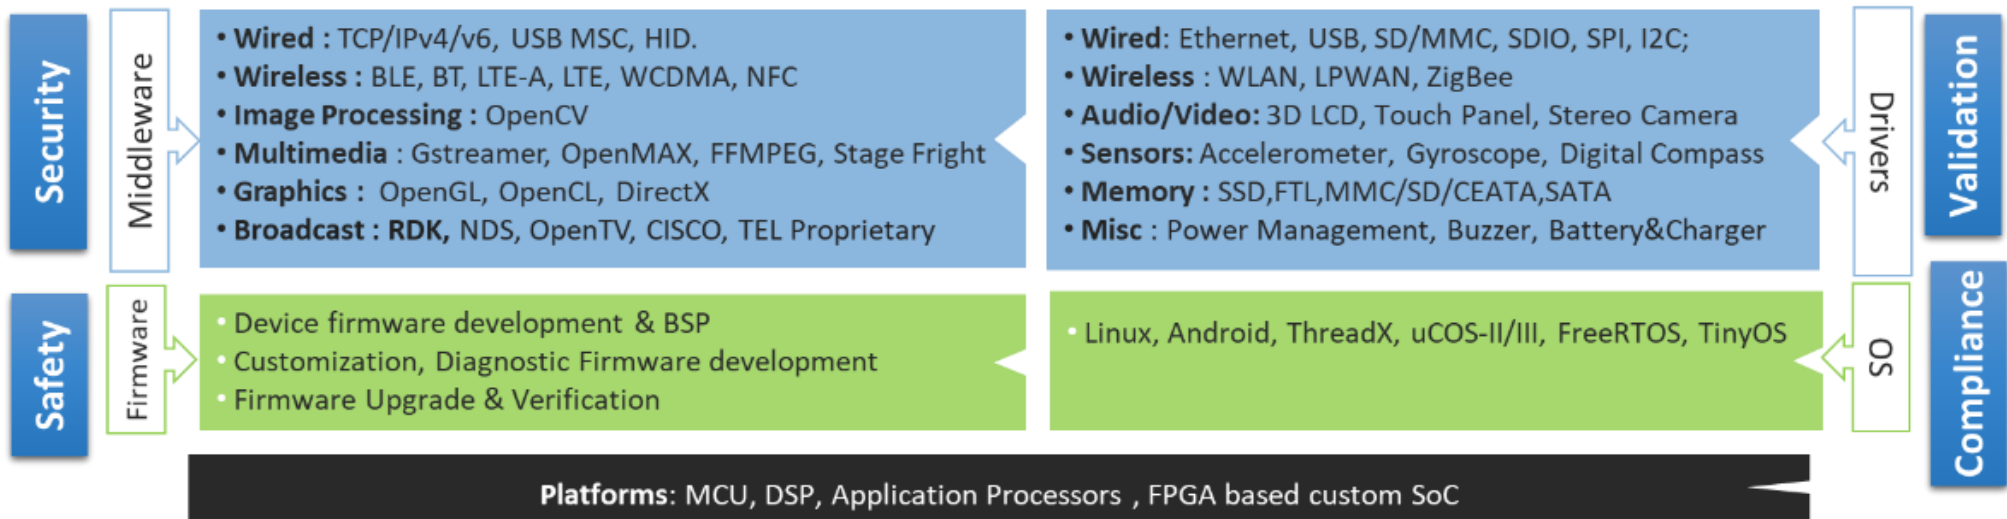 Security
Middleware
• Wired : TCP/IPv4/v6, USB MSC, HID.
• Wireless : BLE, BT, LTE-A, LTE, WCDMA, NFC
• Image Processing : OpenCV
• Multimedia : Gstreamer, OpenMAX, FFMPEG, Stage Fright
• Graphics : OpenGL, OpenCL, DirectX
• Broadcast : RDK, NDS, OpenTV, CISCO, TEL Proprietary
• Wired: Ethernet, USB, SD/MMC, SDIO, SPI, I2C;
• Wireless : WLAN, LPWAN, ZigBee
• Audio/Video: 3D LCD, Touch Panel, Stereo Camera
• Sensors: Accelerometer, Gyroscope, Digital Compass
• Memory : SSD,FTL,MMC/SD/CEATA,SATA
• Misc : Power Management, Buzzer, Battery&Charger
Drivers
Validation
Safety
Firmware
• Device firmware development & BSP
• Customization, Diagnostic Firmware development
• Firmware Upgrade & Verification
• Linux, Android, ThreadX, uCOS-II/III, FreeRTOS, TinyOS
OS
Compliance
Platforms: MCU, DSP, Application Processors , FPGA based custom SoC